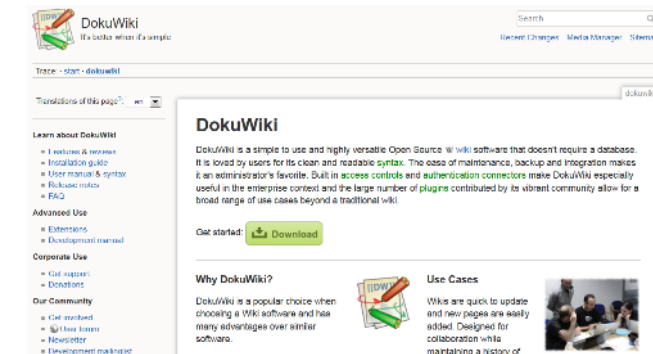 DokuWiki
It's better when it's simple
Search
Recent Changes Media Manager Sitema
Trace: • start • dokuwiki
dokuwik
Translations of this page?: en
Learn about DokuWiki
Features & reviews
Installation guide
User manual & syntax
Release notes
FAQ
Advanced Use
Extensions
Development manual
Corporate Use
Get support
Donations
Our Community
Get involved
User forum
Newsletter
Development mailinglist
DokuWiki
DokuWiki is a simple to use and highly versatile Open Source wiki software that doesn't require a database.
It is loved by users for its clean and readable syntax. The ease of maintenance, backup and integration makes
it an administrator's favorite. Built in access controls and authentication connectors make DokuWiki especially
useful in the enterprise context and the large number of plugins contributed by its vibrant community allow for a
broad range of use cases beyond a traditional wiki.
Get started: Download
Why DokuWiki?
DokuWiki is a popular choice when
choosing a Wiki software and has
many advantages over similar
software.
Use Cases
Wikis are quick to update
and new pages are easily
added. Designed for
collaboration while
maintaining a history of